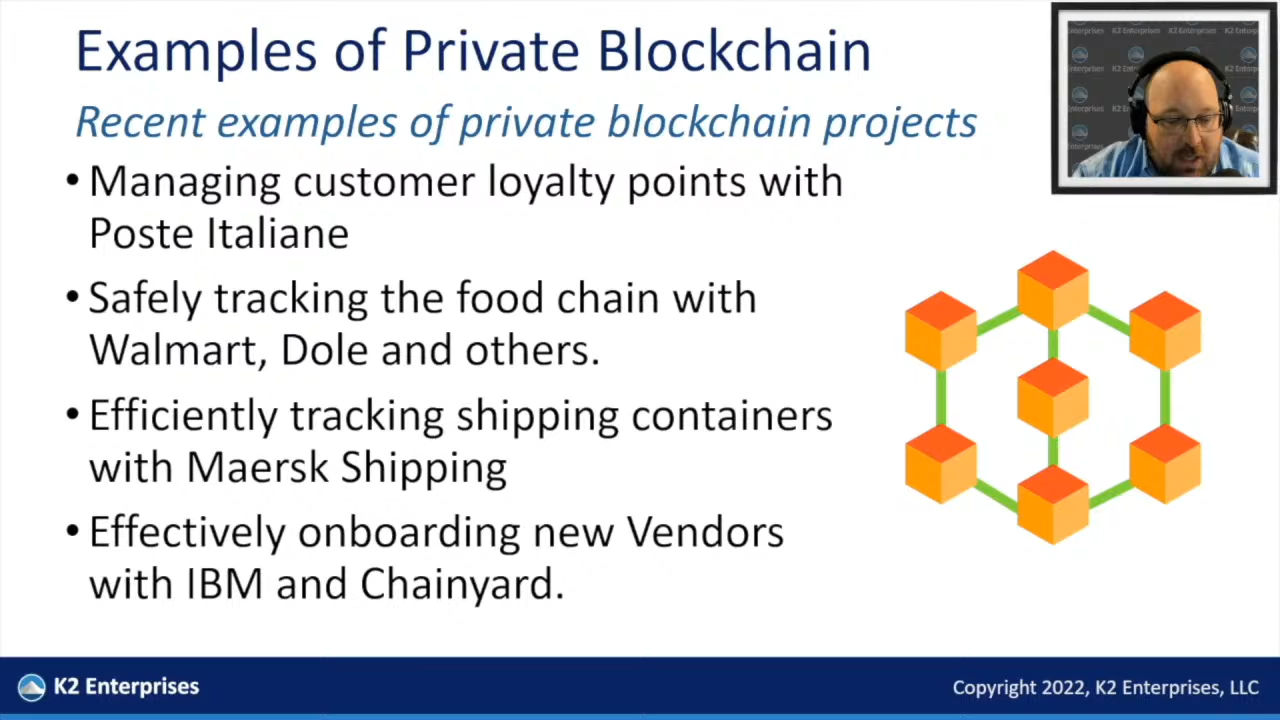 Examples of Private Blockchain
Recent examples of private blockchain projects
• Managing customer loyalty points with
Poste Italiane
• Safely tracking the food chain with
Walmart, Dole and others.
• Efficiently tracking shipping containers
with Maersk Shipping
• Effectively onboarding new Vendors
with IBM and Chainyard.
K2 Enterprises
Copyright 2022, K2 Enterprises, LLC